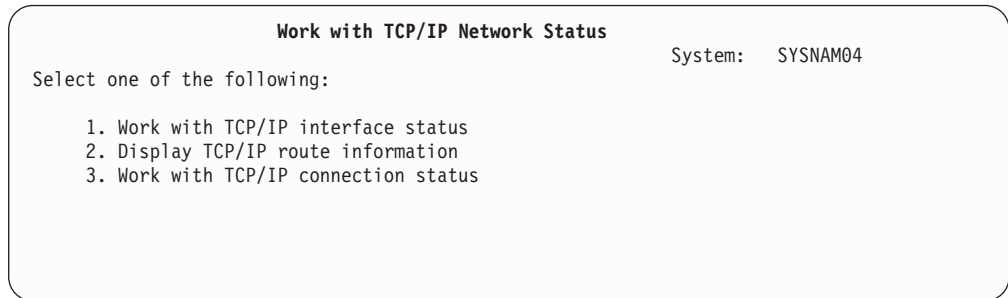 Work with TCP/IP Network Status
System: SYSNAM04
Select one of the following:
1. Work with TCP/IP interface status
2. Display TCP/IP route information
3. Work with TCP/IP connection status